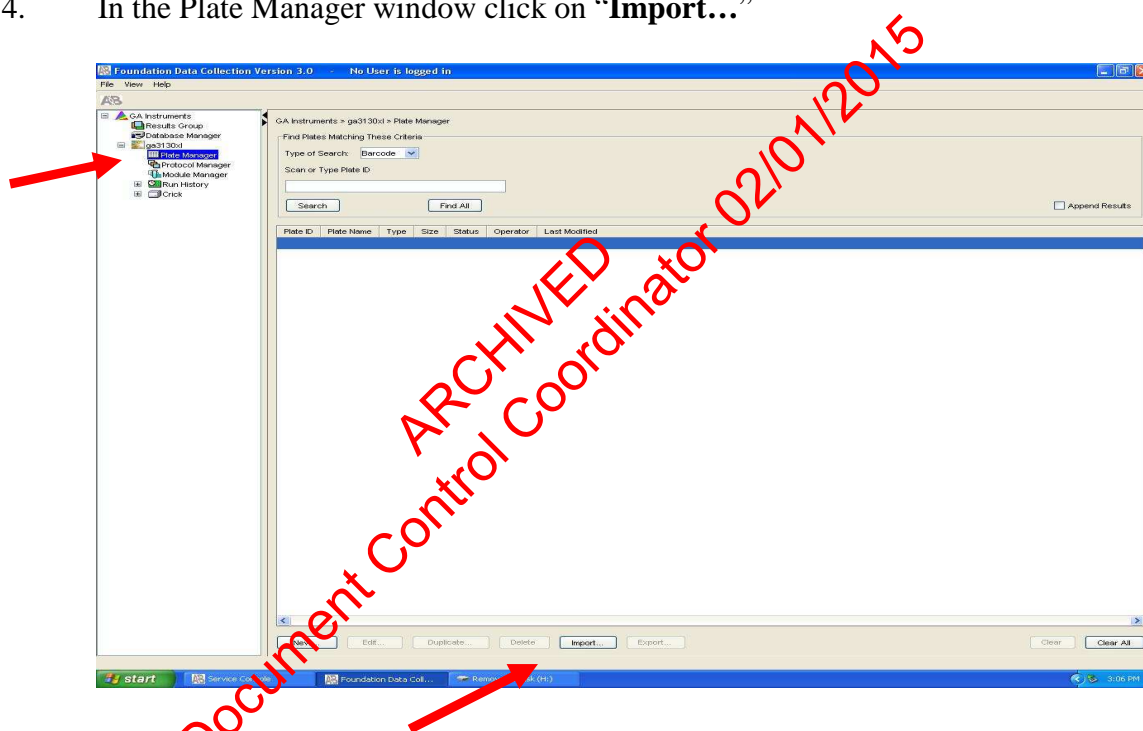 4. In the Plate Manager window click on “Import…”
Foundation Data Collection Version 3.0 - No User is logged in
File View Help
AB
GA Instruments
Results Group
Database Manager
ga3130xl
Plate Manager
Protocol Manager
Module Manager
Run History
Crick
GA Instruments > ga3130xl > Plate Manager
Find Plates Matching These Criteria
Type of Search: Barcode
Scan or Type Plate ID
Search Find All Append Results
Plate ID Plate Name Type Size Status Operator Last Modified
ARCHIVED
Document Control Coordinator 02/01/2015
New... Edit... Duplicate... Delete Import... Export... Clear Clear All
start Service Console Foundation Data Coll... (H:) 3:06 PM